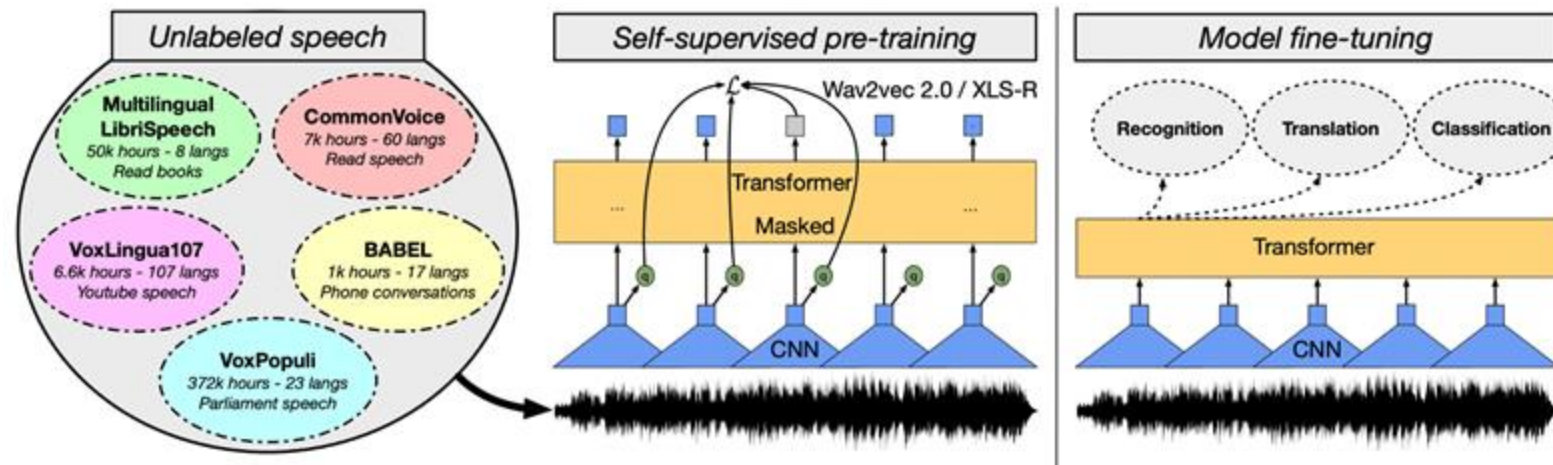 Unlabeled speech
Multilingual
LibriSpeech
50k hours - 8 langs
Read books
CommonVoice
7k hours - 60 langs
Read speech
VoxLingua107
6.6k hours - 107 langs
Youtube speech
BABEL
1k hours - 17 langs
Phone conversations
VoxPopuli
372k hours - 23 langs
Parliament speech
Self-supervised pre-training
ℒ
Wav2vec 2.0 / XLS-R
Transformer
... ...
Masked
q q q q q
CNN
Model fine-tuning
Recognition Translation Classification
Transformer
CNN